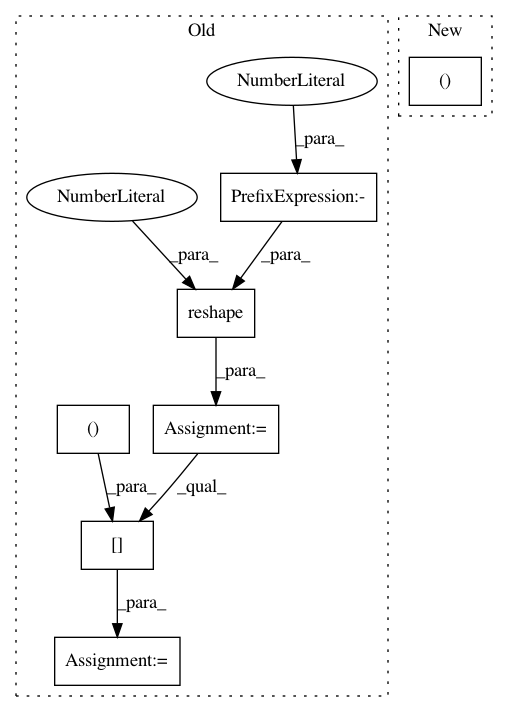 Old
New
NumberLiteral
()
_para_
NumberLiteral
PrefixExpression:-
_para_
_para_
reshape
_para_
()
Assignment:=
_para_
_qual_
[]
_para_
Assignment:=